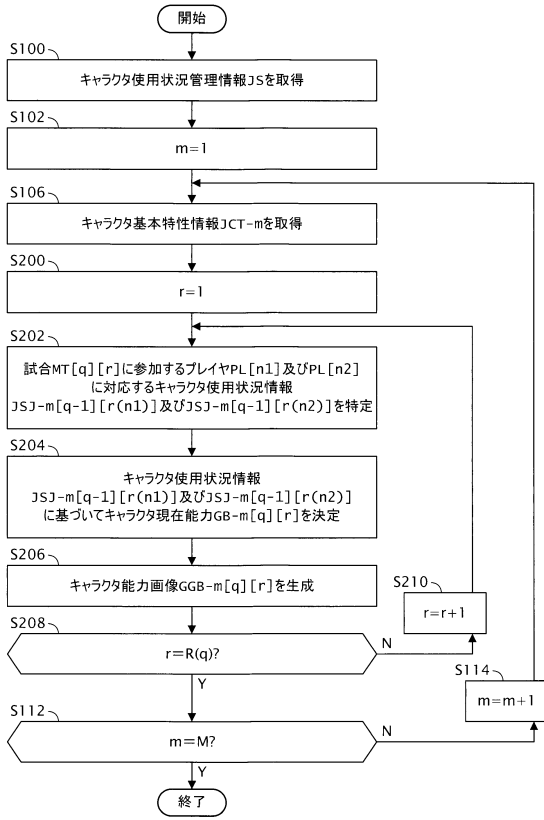 開始
S100
キャラクタ使用状況管理情報JSを取得
S102
m=1
S106
キャラクタ基本特性情報JCT-mを取得
S200
r=1
S202
試合MT[q][r]に参加するプレイヤPL[n1]及びPL[n2]
に対応するキャラクタ使用状況情報
JSJ-m[q-1][r(n1)]及びJSJ-m[q-1][r(n2)]を特定
S204
キャラクタ使用状況情報
JSJ-m[q-1][r(n1)]及びJSJ-m[q-1][r(n2)]
に基づいてキャラクタ現在能力GB-m[q][r]を決定
S206
キャラクタ能力画像GGB-m[q][r]を生成
S210
r=r+1
S208
r=R(q)?
N
Y
S114
m=m+1
S112
m=M?
N
Y
終了